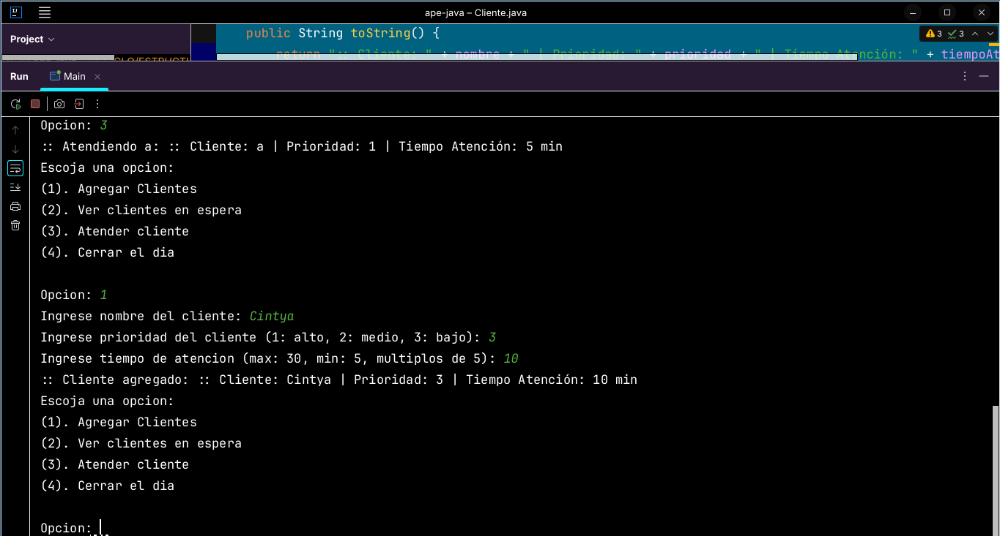 ape-java – Cliente.java
Project
public String toString() {
3 3
CLO/ESTRUCTU
return ":: Cliente: " + nombre + " | Prioridad: " + prioridad + " | Tiempo Atención: " + tiempoAt
Run Main
Opcion: 3
:: Atendiendo a: :: Cliente: a | Prioridad: 1 | Tiempo Atención: 5 min
Escoja una opcion:
(1). Agregar Clientes
(2). Ver clientes en espera
(3). Atender cliente
(4). Cerrar el dia
Opcion: 1
Ingrese nombre del cliente: Cintya
Ingrese prioridad del cliente (1: alto, 2: medio, 3: bajo): 3
Ingrese tiempo de atencion (max: 30, min: 5, multiplos de 5): 10
:: Cliente agregado: :: Cliente: Cintya | Prioridad: 3 | Tiempo Atención: 10 min
Escoja una opcion:
(1). Agregar Clientes
(2). Ver clientes en espera
(3). Atender cliente
(4). Cerrar el dia
Opcion: